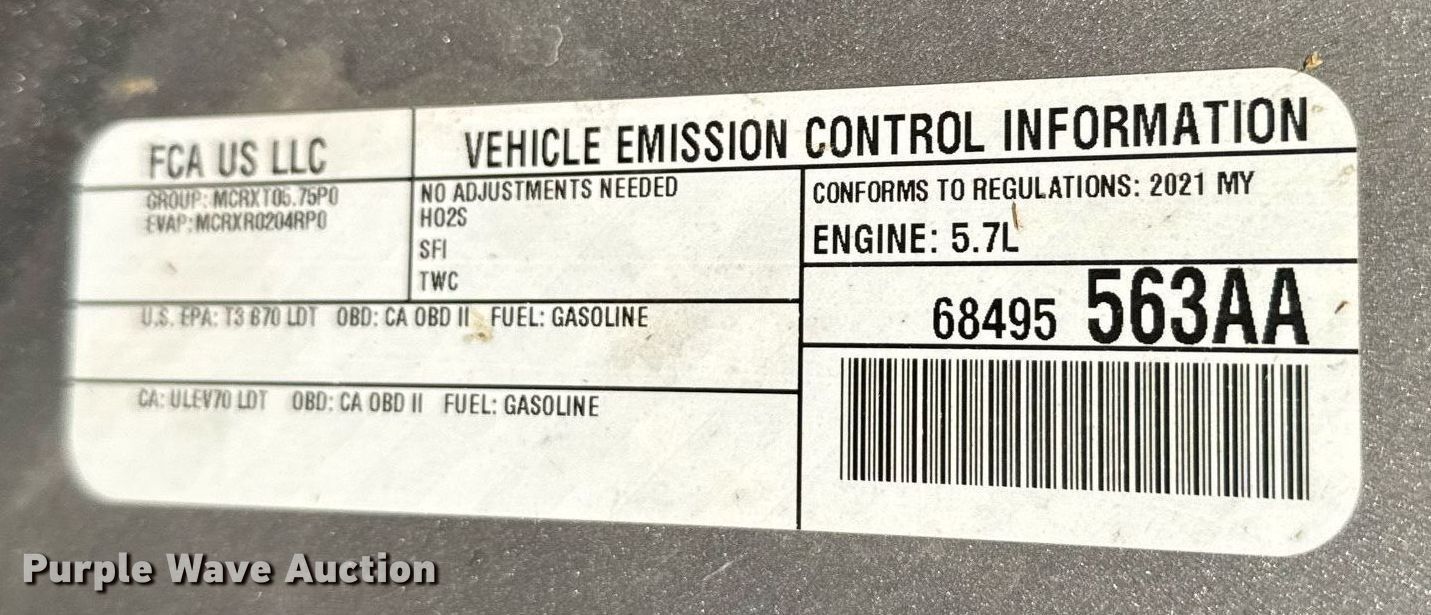 FCA US LLC
VEHICLE EMISSION CONTROL INFORMATION
GROUP: MCRXT05.75P0
EVAP: MCRXR0204RP0
NO ADJUSTMENTS NEEDED
HO2S
SFI
TWC
CONFORMS TO REGULATIONS: 2021 MY
ENGINE: 5.7L
68495 563AA
U.S. EPA: T3 B70 LDT OBD: CA OBD II FUEL: GASOLINE
CA: ULEV70 LDT OBD: CA OBD II FUEL: GASOLINE
Purple Wave Auction